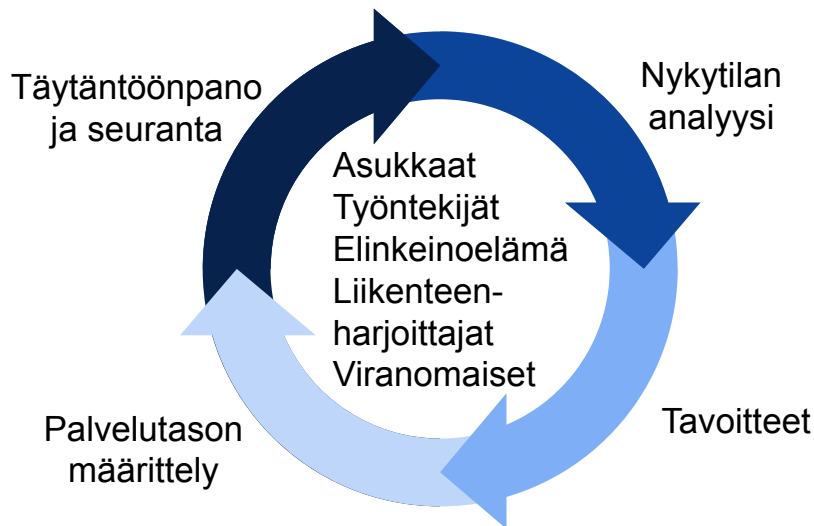 Täytäntöönpano
ja seuranta
Nykytilan
analyysi
Asukkaat
Työntekijät
Elinkeinoelämä
Liikenteen-
harjoittajat
Viranomaiset
Tavoitteet
Palvelutason
määrittely